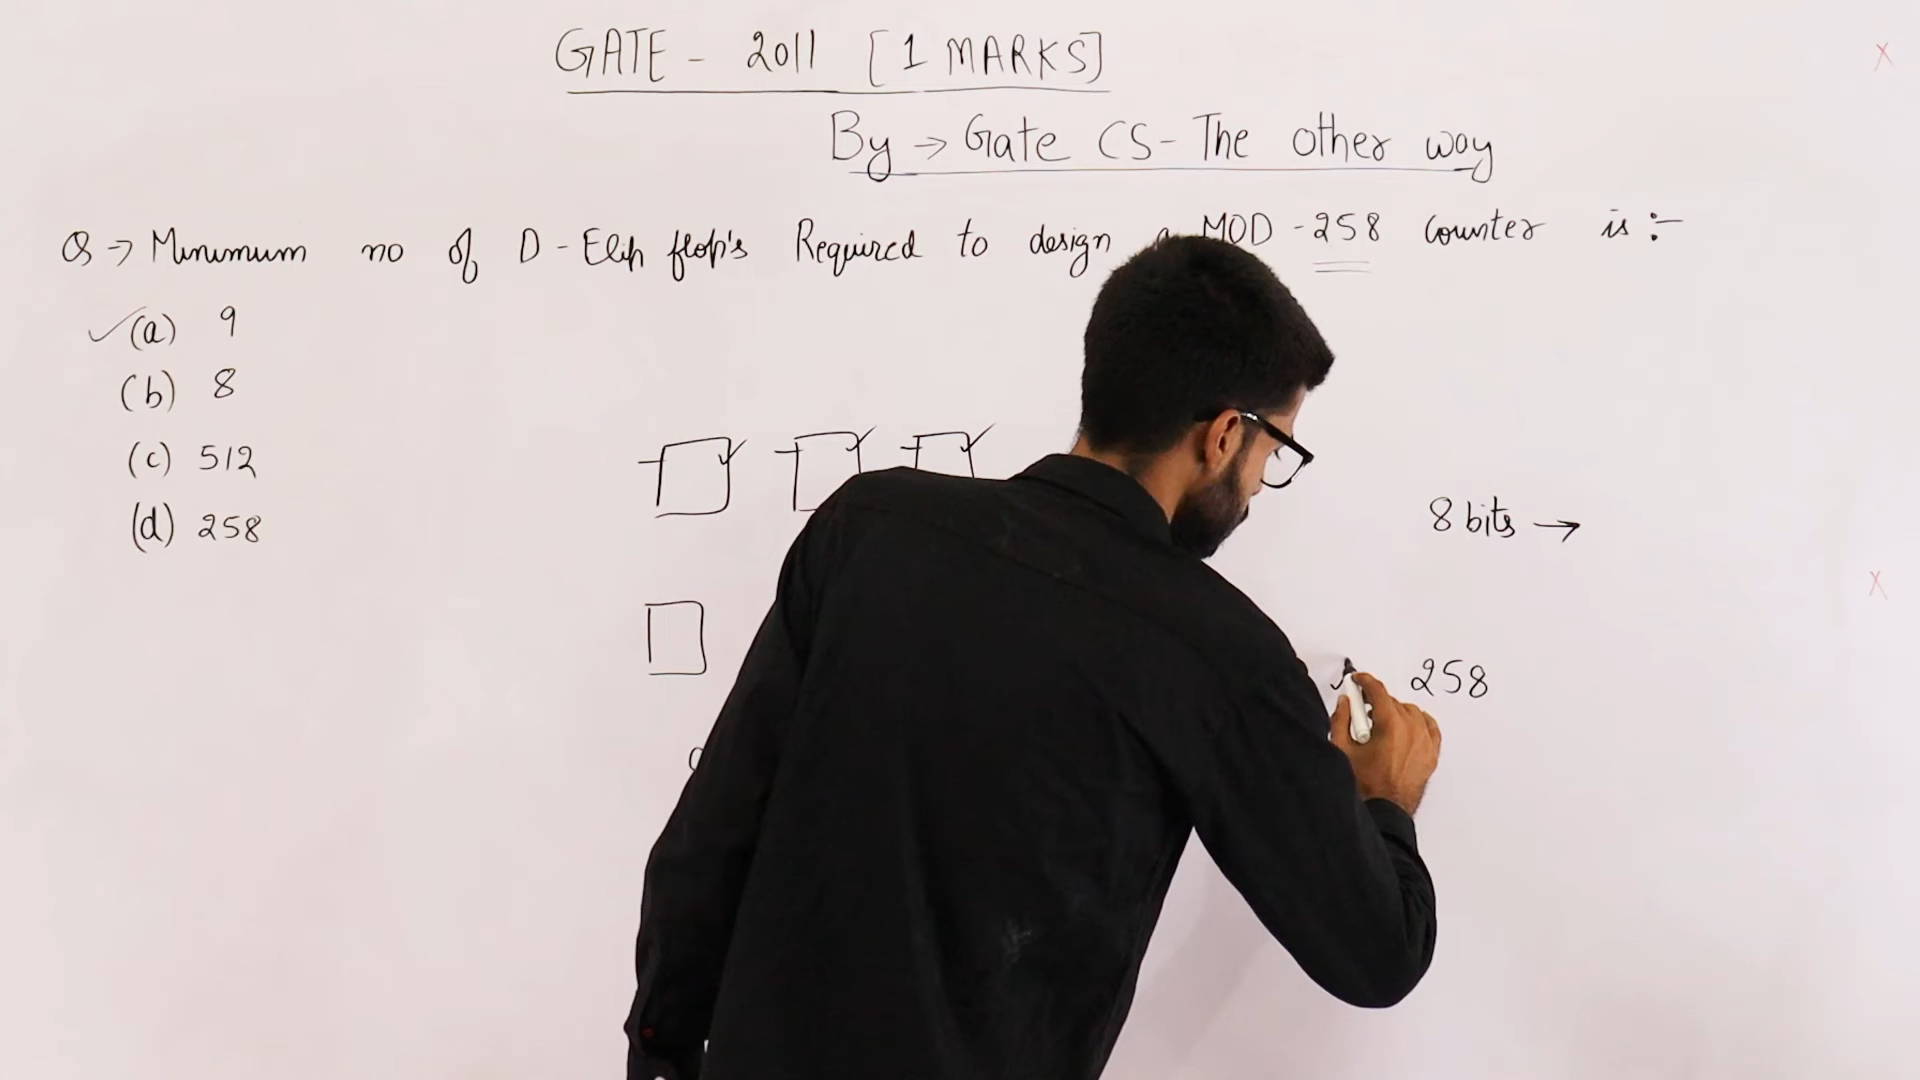 GATE - 2011 [1 MARKS]
By → Gate CS - The other way
Q → Minimum no of D - Flip flop's Required to design a MOD - 258 counter is :-
(a) 9
(b) 8
(c) 512
(d) 258
8 bits →
258